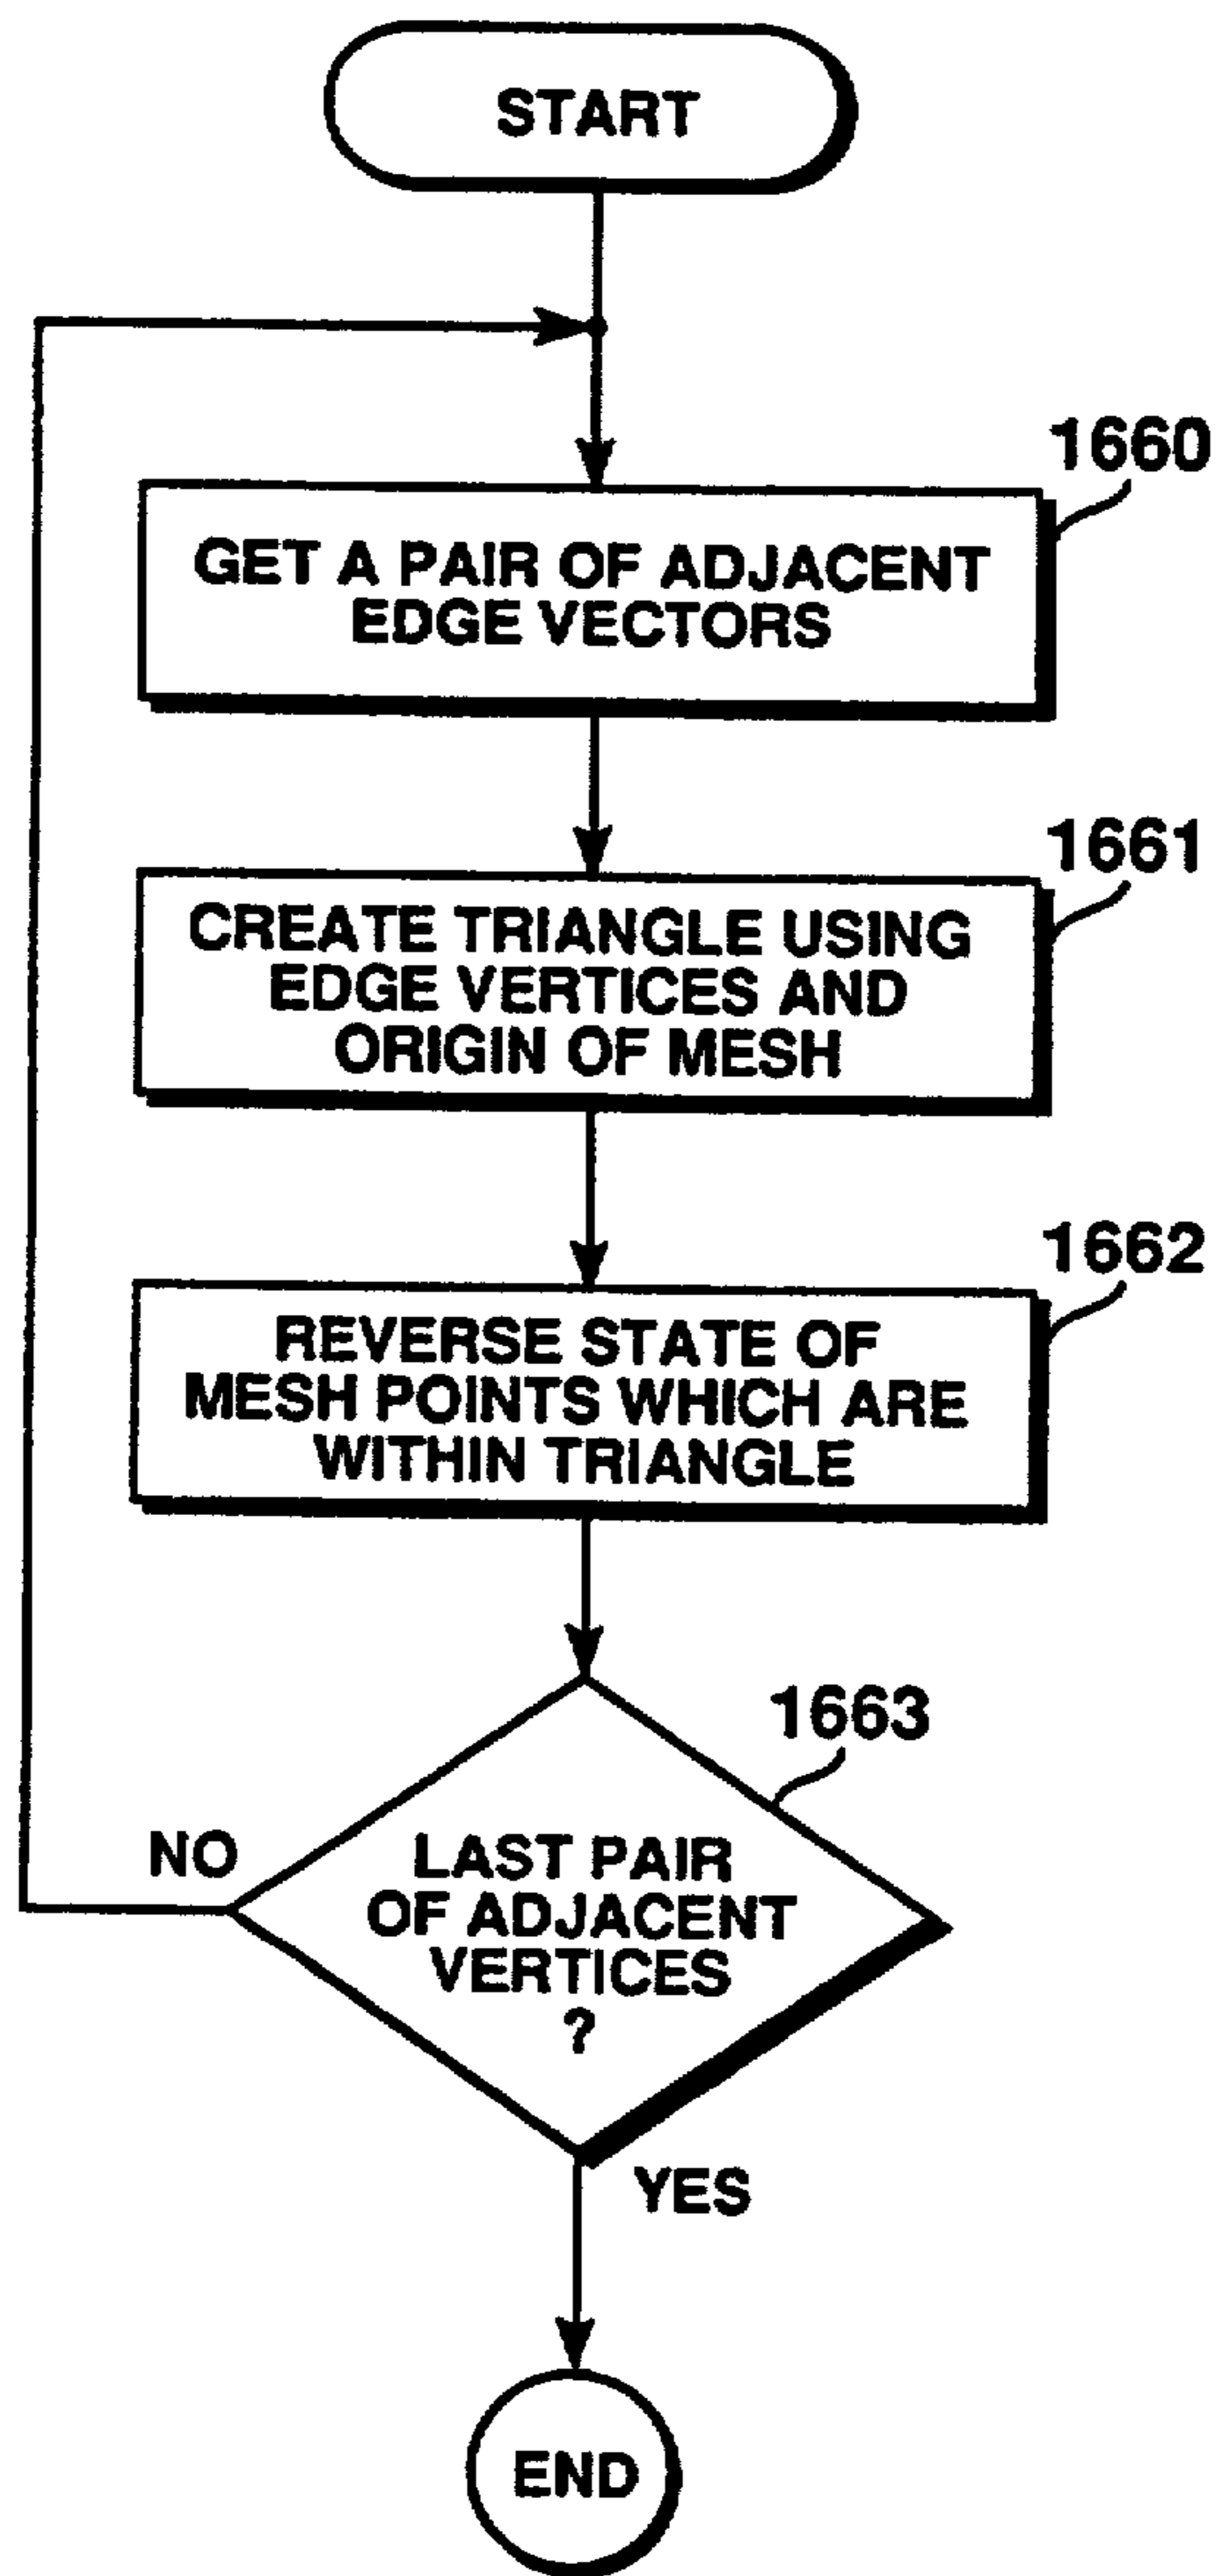 START
1660
GET A PAIR OF ADJACENT
EDGE VECTORS
1661
CREATE TRIANGLE USING
EDGE VERTICES AND
ORIGIN OF MESH
1662
REVERSE STATE OF
MESH POINTS WHICH ARE
WITHIN TRIANGLE
1663
NO
LAST PAIR
OF ADJACENT
VERTICES
?
YES
END